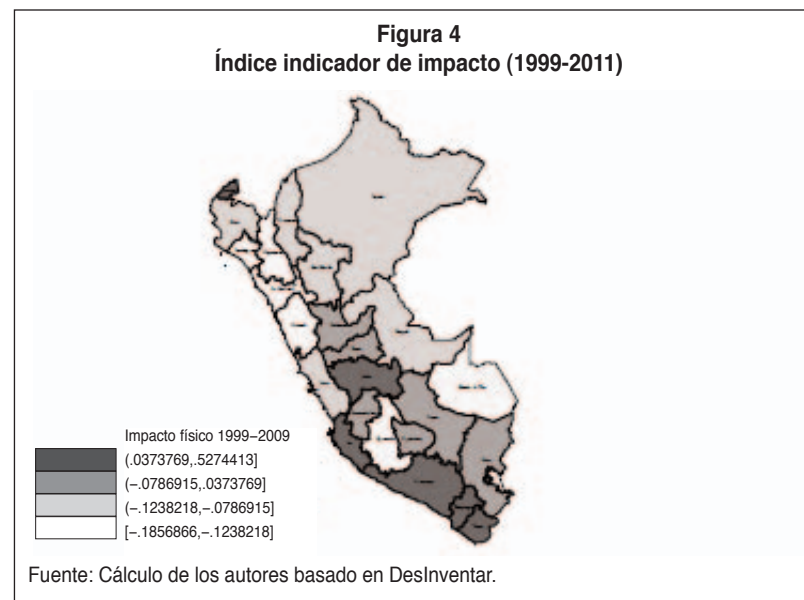 Figura 4
Índice indicador de impacto (1999-2011)
Impacto físico 1999–2009
(.0373769,.5274413]
(–.0786915,.0373769]
(–.1238218,–.0786915]
[–.1856866,–.1238218]
Fuente: Cálculo de los autores basado en DesInventar.